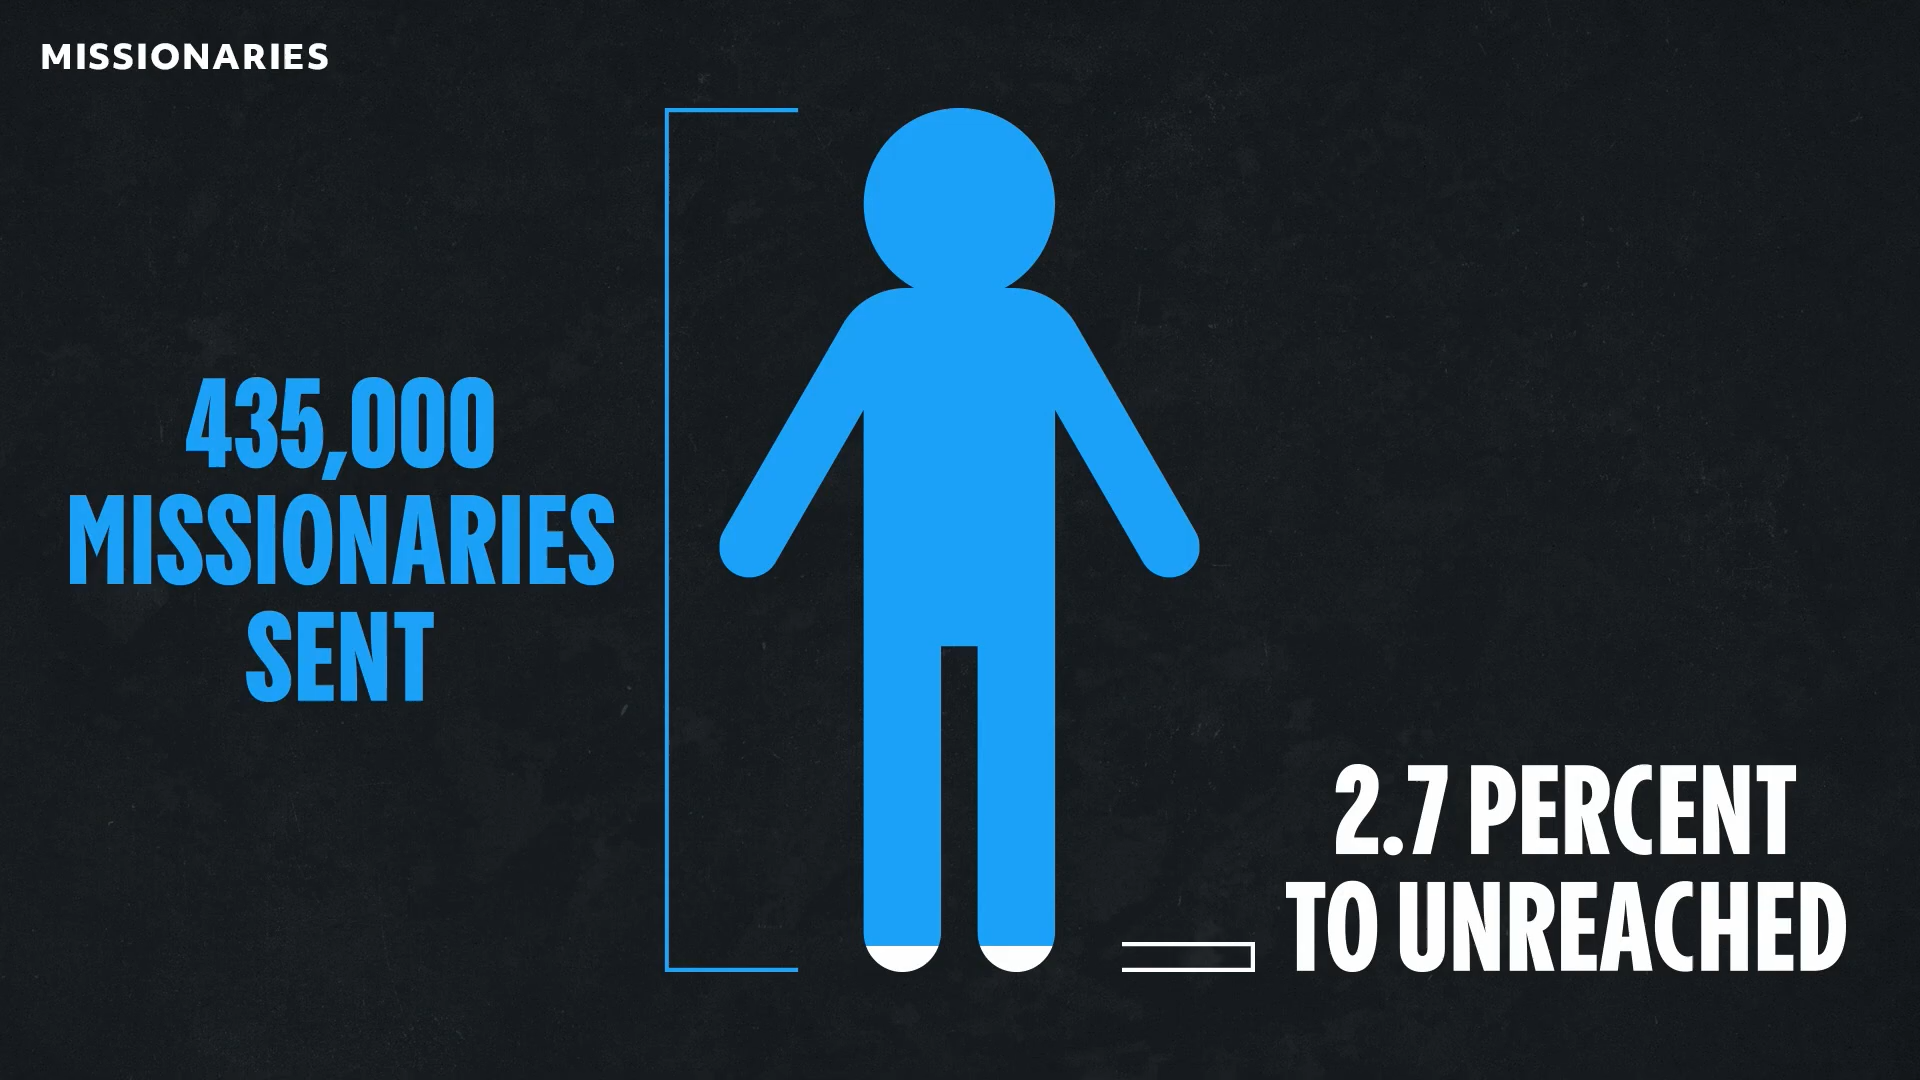 MISSIONARIES
435,000
MISSIONARIES
SENT
2.7 PERCENT
TO UNREACHED